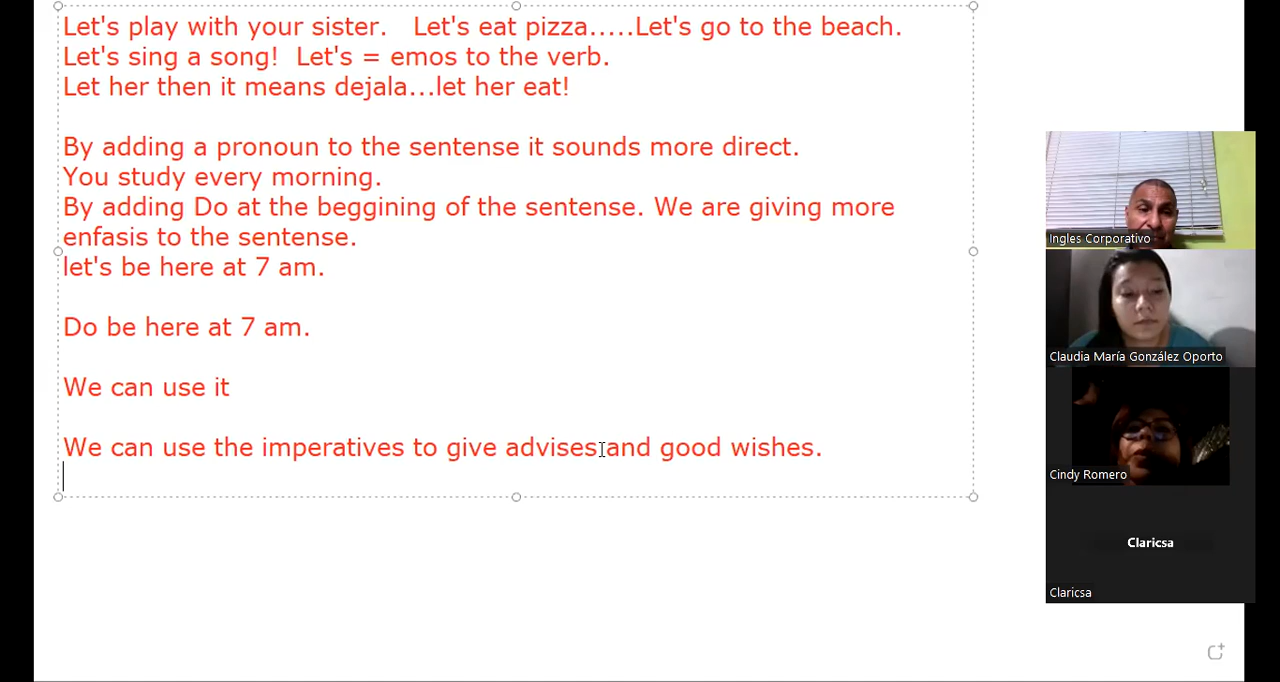 Let's play with your sister.   Let's eat pizza.....Let's go to the beach.
Let's sing a song!  Let's = emos to the verb.
Let her then it means dejala...let her eat!
By adding a pronoun to the sentense it sounds more direct.
You study every morning.
By adding Do at the beggining of the sentense. We are giving more
enfasis to the sentense.
let's be here at 7 am.
Do be here at 7 am.
We can use it
We can use the imperatives to give advises and good wishes.
Ingles Corporativo
Claudia María González Oporto
Cindy Romero
Claricsa
Claricsa